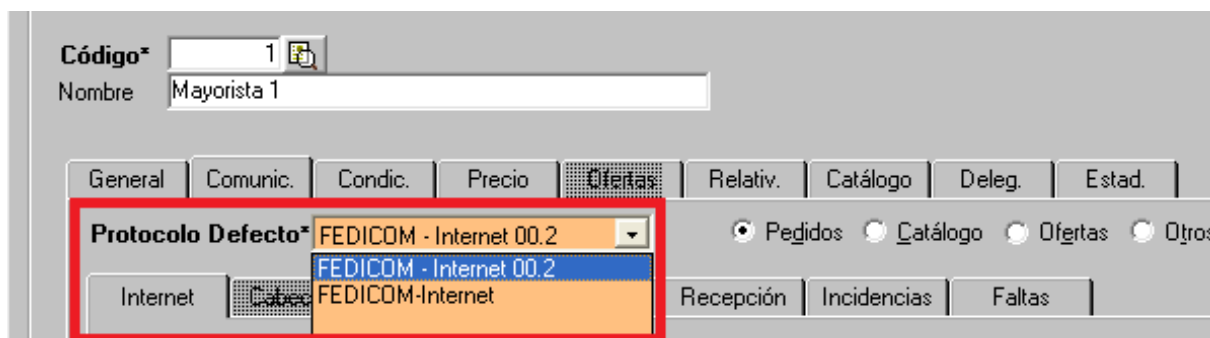 Código* 1
Nombre Mayorista 1
General Comunic. Condic. Precio Ofertas Relativ. Catálogo Deleg. Estad.
Protocolo Defecto* FEDICOM - Internet 00.2 Pedidos Catálogo Ofertas Otros
FEDICOM - Internet 00.2
Internet FEDICOM-Internet Recepción Incidencias Faltas